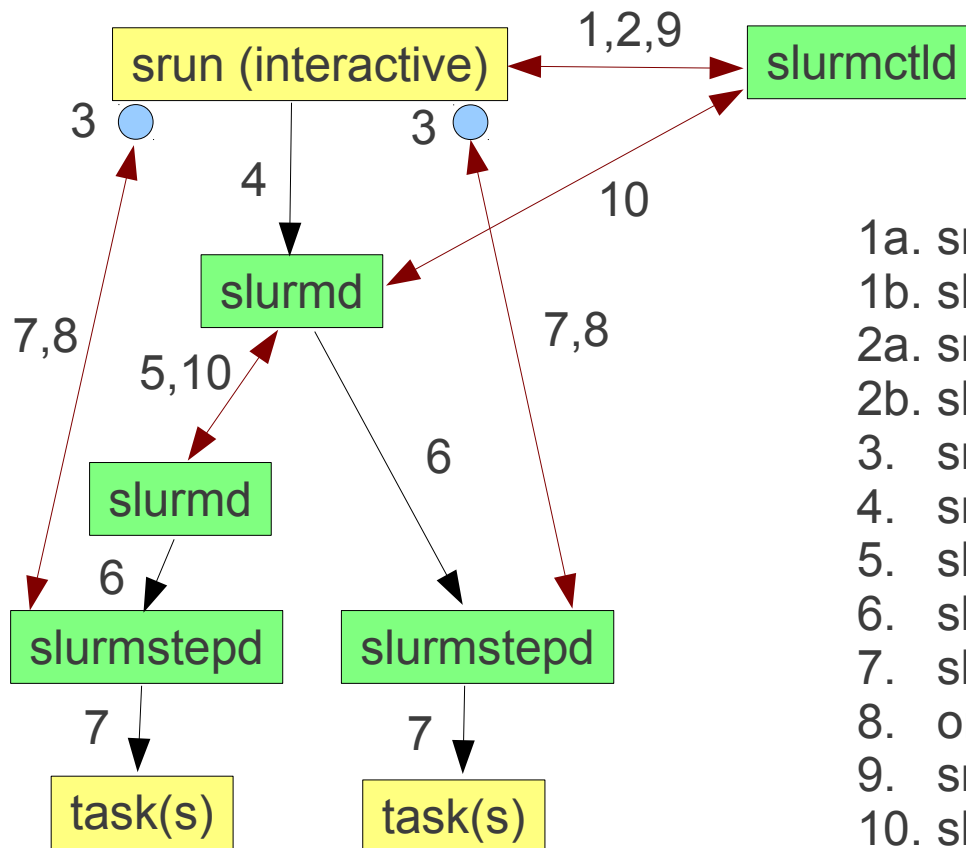 1,2,9
srun (interactive)
slurmctld
3
3
4
10
slurmd
7,8
7,8
5,10
6
slurmd
6
slurmstepd
slurmstepd
7
7
task(s)
task(s)
1a. sr
1b. sl
2a. sr
2b. sl
3. sr
4. sr
5. sl
6. sl
7. sl
8. o
9. sr
10. sl